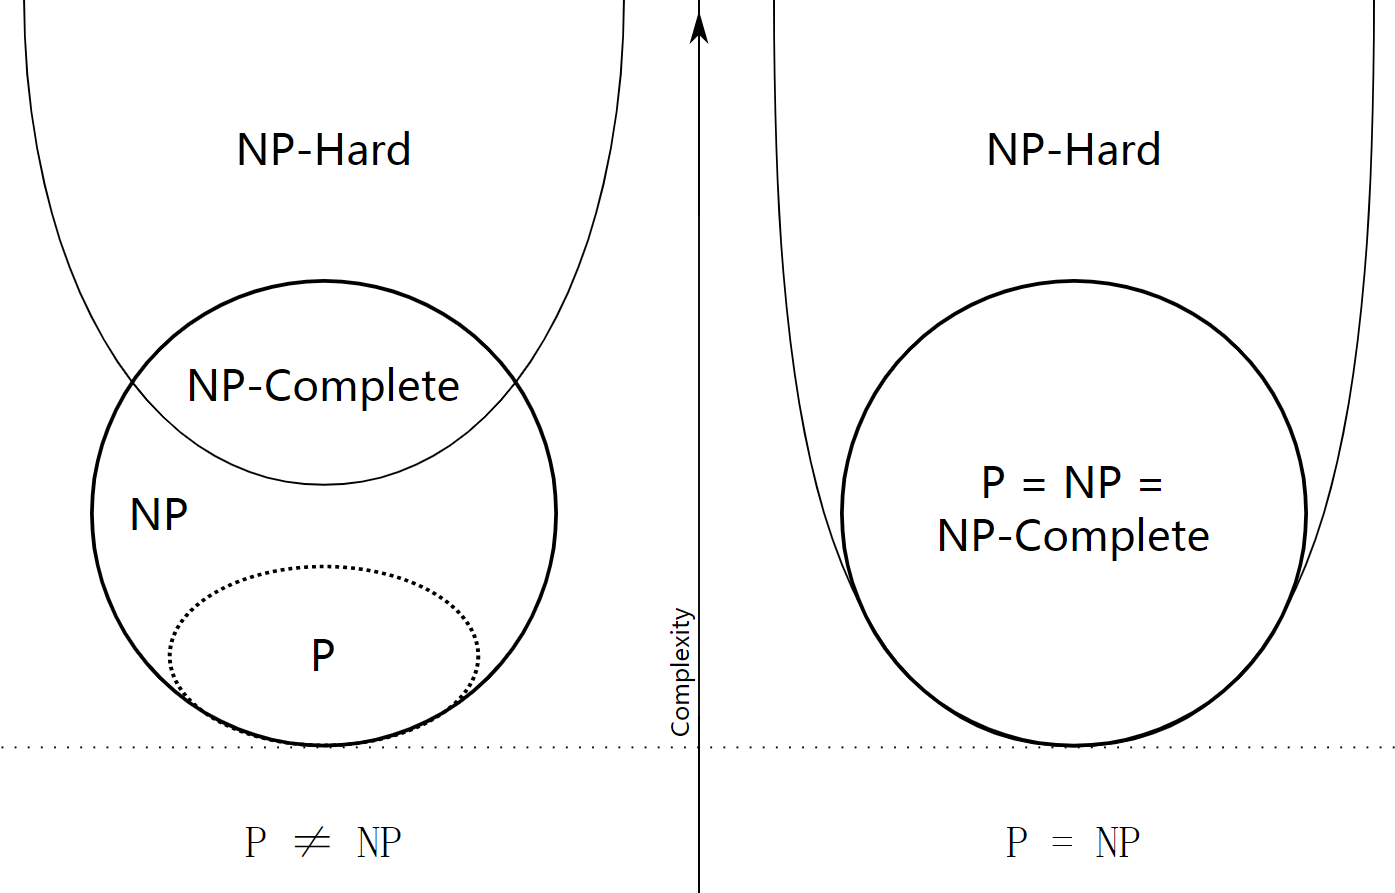 NP-Hard
NP-Complete
NP
P
P ≠ NP
Complexity
NP-Hard
P = NP =
NP-Complete
P = NP